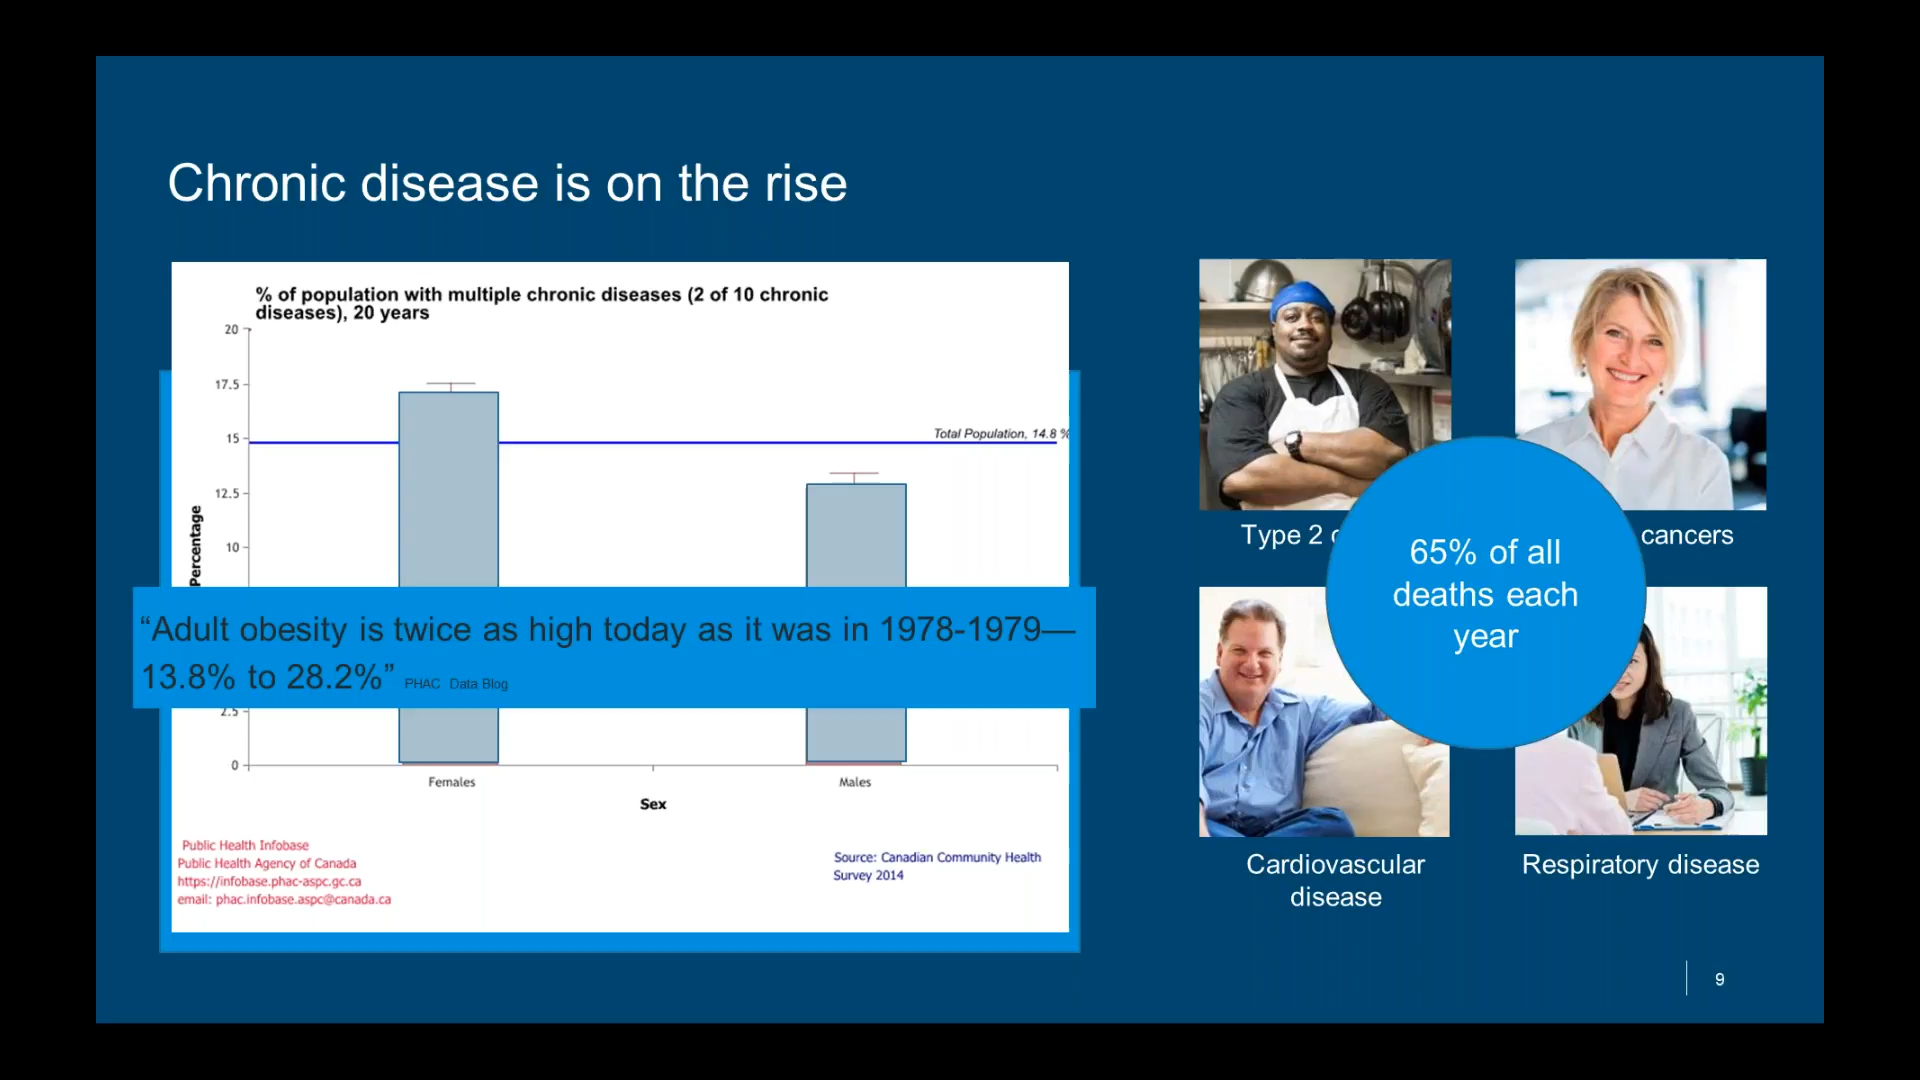 Chronic disease is on the rise
% of population with multiple chronic diseases (2 of 10 chronic
diseases), 20 years
20
17.5
15
12.5
10
2.5
0
Percentage
Total Population, 14.8 %
Females
Males
Sex
“Adult obesity is twice as high today as it was in 1978-1979—
13.8% to 28.2%” PHAC Data Blog
Public Health Infobase
Public Health Agency of Canada
https://infobase.phac-aspc.gc.ca
email: phac.infobase.aspc@canada.ca
Source: Canadian Community Health
Survey 2014
Type 2
cancers
65% of all
deaths each
year
Cardiovascular
disease
Respiratory disease
9